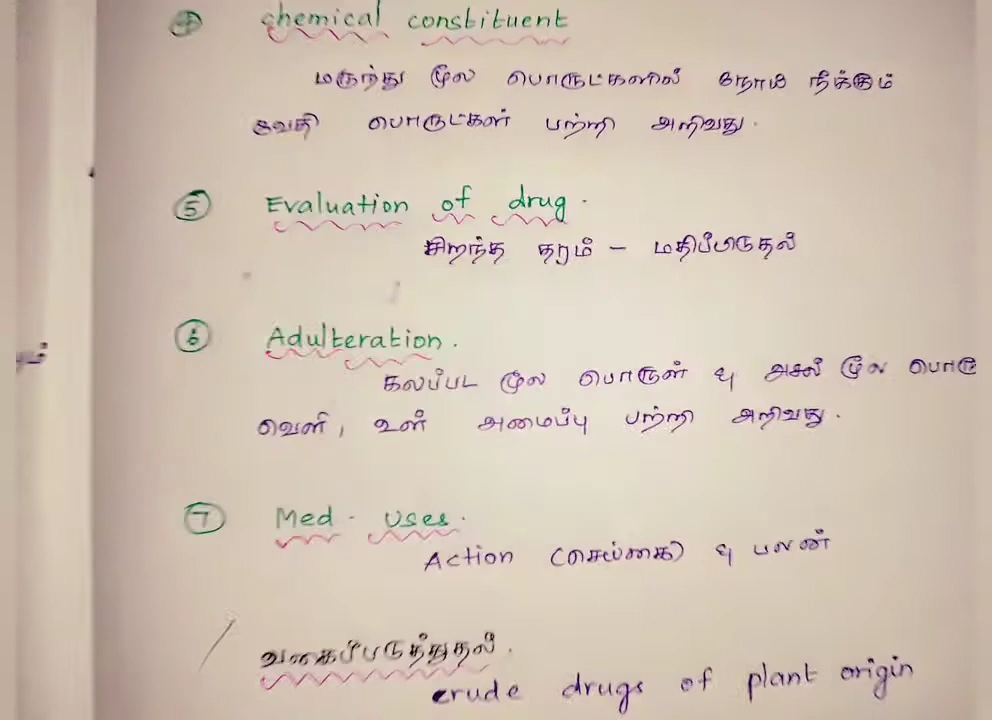 ④ chemical constituent
மருந்து மூல பொருட்களில் நோய் நீக்கும்
வேதி பொருட்கள் பற்றி அறிவது.
⑤ Evaluation of drug.
சிறந்த தரம் - மதிப்பிடுதல்
⑥ Adulteration.
கலப்பட மூல பொருள் & அசல் மூல பொரு
வெளி, உள் அமைப்பு பற்றி அறிவது.
⑦ Med. uses.
Action (செய்கை) & பலன்
வகைப்படுத்துதல்.
crude drugs of plant origin